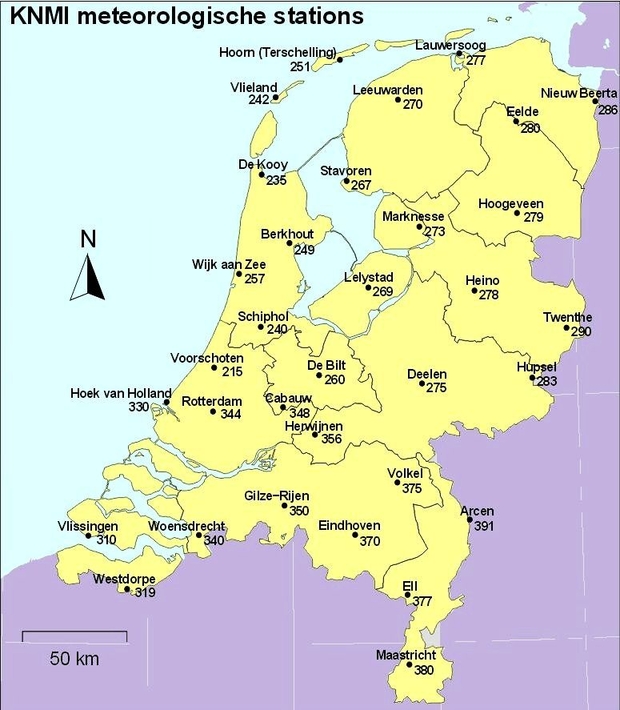 KNMI meteorologische stations
Lauwersoog
277
Hoorn (Terschelling)
251
Vlieland
242
Leeuwarden
270
Nieuw Beerta
286
Eelde
280
De Kooy
235
Stavoren
267
Hoogeveen
279
Marknesse
273
Berkhout
249
Wijk aan Zee
257
Lelystad
269
Heino
278
Schiphol
240
Twenthe
290
Voorschoten
215
De Bilt
260
Deelen
275
Hupsel
283
Hoek van Holland
330
Rotterdam
344
Cabauw
348
Herwijnen
356
Volkel
375
Gilze-Rijen
350
Arcen
391
Vlissingen
310
Woensdrecht
340
Eindhoven
370
Westdorpe
319
Ell
377
Maastricht
380
N
50 km